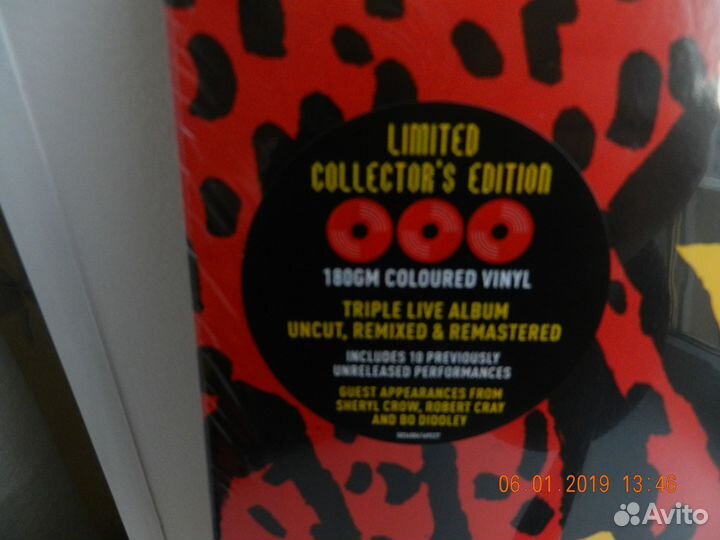 LIMITED
COLLECTOR'S EDITION
180GM COLOURED VINYL
TRIPLE LIVE ALBUM
UNCUT, REMIXED & REMASTERED
INCLUDES 10 PREVIOUSLY
UNRELEASED PERFORMANCES
GUEST APPEARANCES FROM
SHERYL CROW, ROBERT CRAY
AND BO DIDDLEY
06.01.2019 13:46
Avito